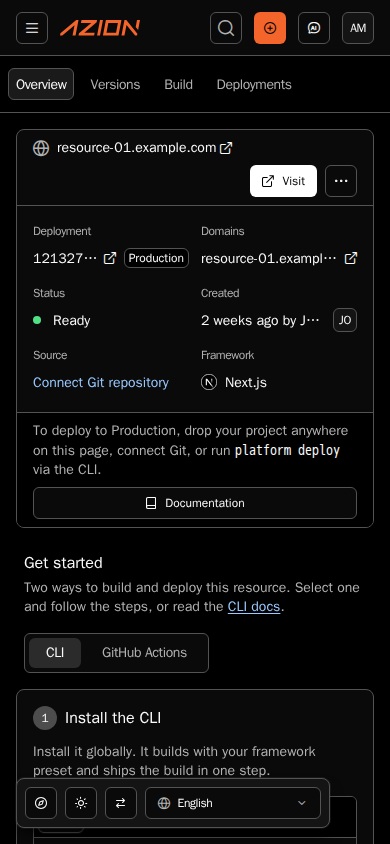 AZION
AI
AM
Overview
Versions
Build
Deployments
resource-01.example.com
Visit
Deployment
Domains
121327···
Production
resource-01.exampl···
Status
Created
Ready
2 weeks ago by J···
JO
Source
Framework
Connect Git repository
Next.js
To deploy to Production, drop your project anywhere
on this page, connect Git, or run platform deploy
via the CLI.
Documentation
Get started
Two ways to build and deploy this resource. Select one
and follow the steps, or read the CLI docs.
CLI
GitHub Actions
1
Install the CLI
Install it globally. It builds with your framework
preset and ships the build in one step.
English